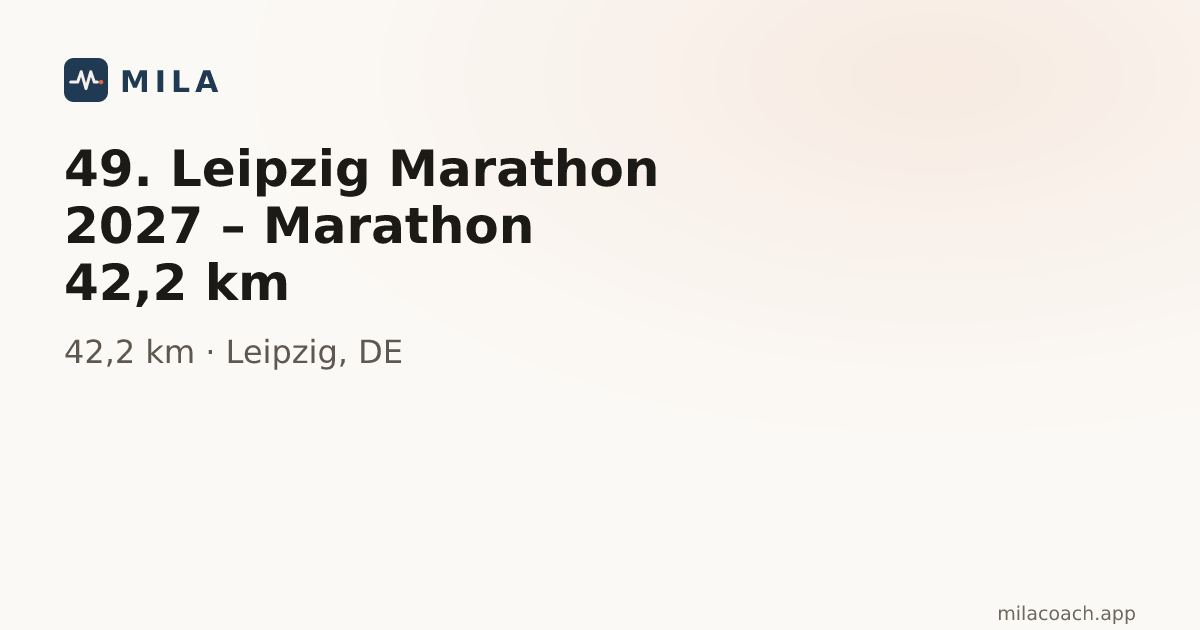 MILA
49. Leipzig Marathon
2027 – Marathon
42,2 km
42,2 km · Leipzig, DE
milacoach.app